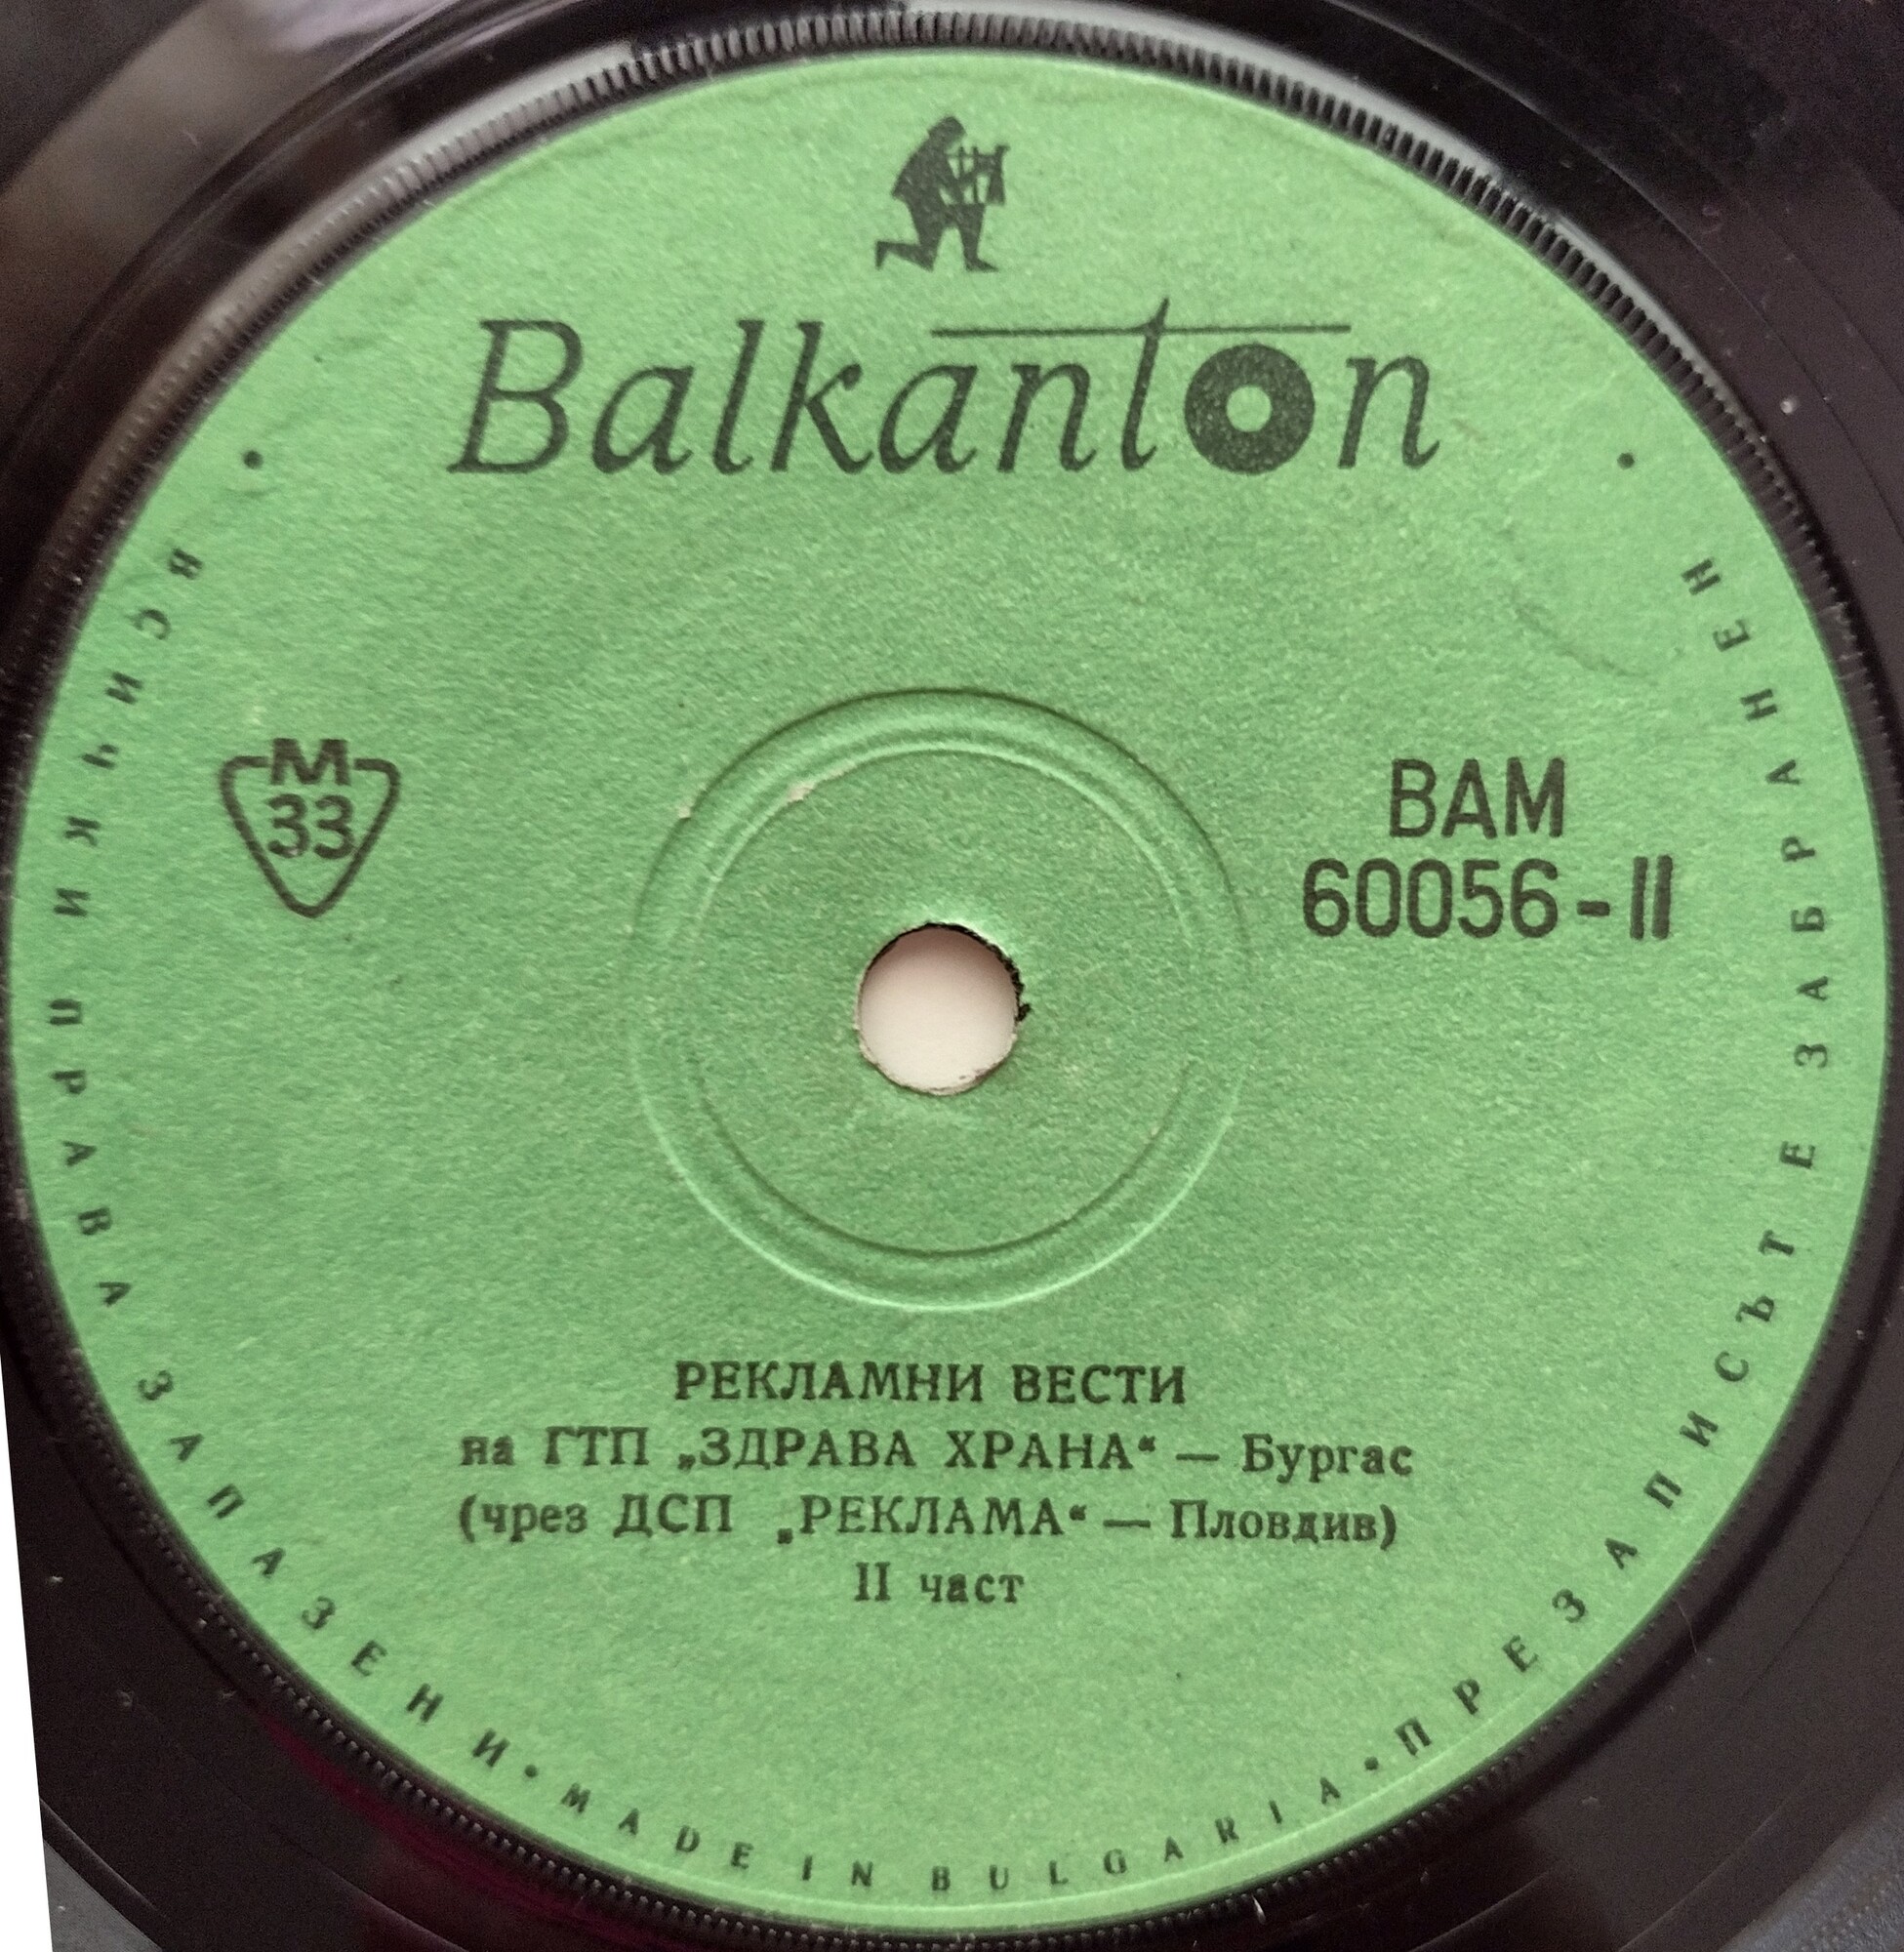 Balkanton
М
33
ВАМ
60056-II
РЕКЛАМНИ ВЕСТИ
на ГТП „ЗДРАВА ХРАНА“ — Бургас
(чрез ДСП „РЕКЛАМА“ — Пловдив)
II част
• ВСИЧКИ ПРАВА ЗАПАЗЕНИ • MADE IN BULGARIA • ПРЕЗАПИСЪТ Е ЗАБРАНЕН •